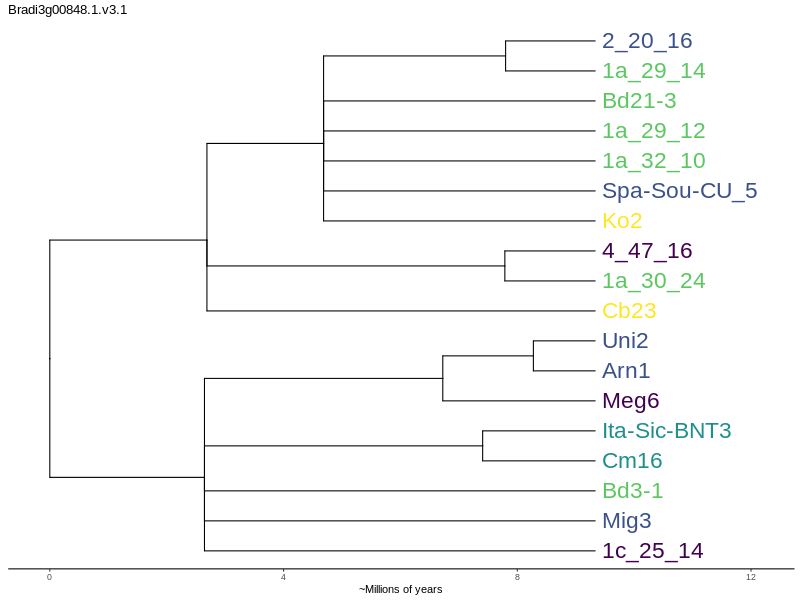 Bradi3g00848.1.v3.1
2_20_16
1a_29_14
Bd21-3
1a_29_12
1a_32_10
Spa-Sou-CU_5
Ko2
4_47_16
1a_30_24
Cb23
Uni2
Arn1
Meg6
Ita-Sic-BNT3
Cm16
Bd3-1
Mig3
1c_25_14
0 4 8 12
~Millions of years